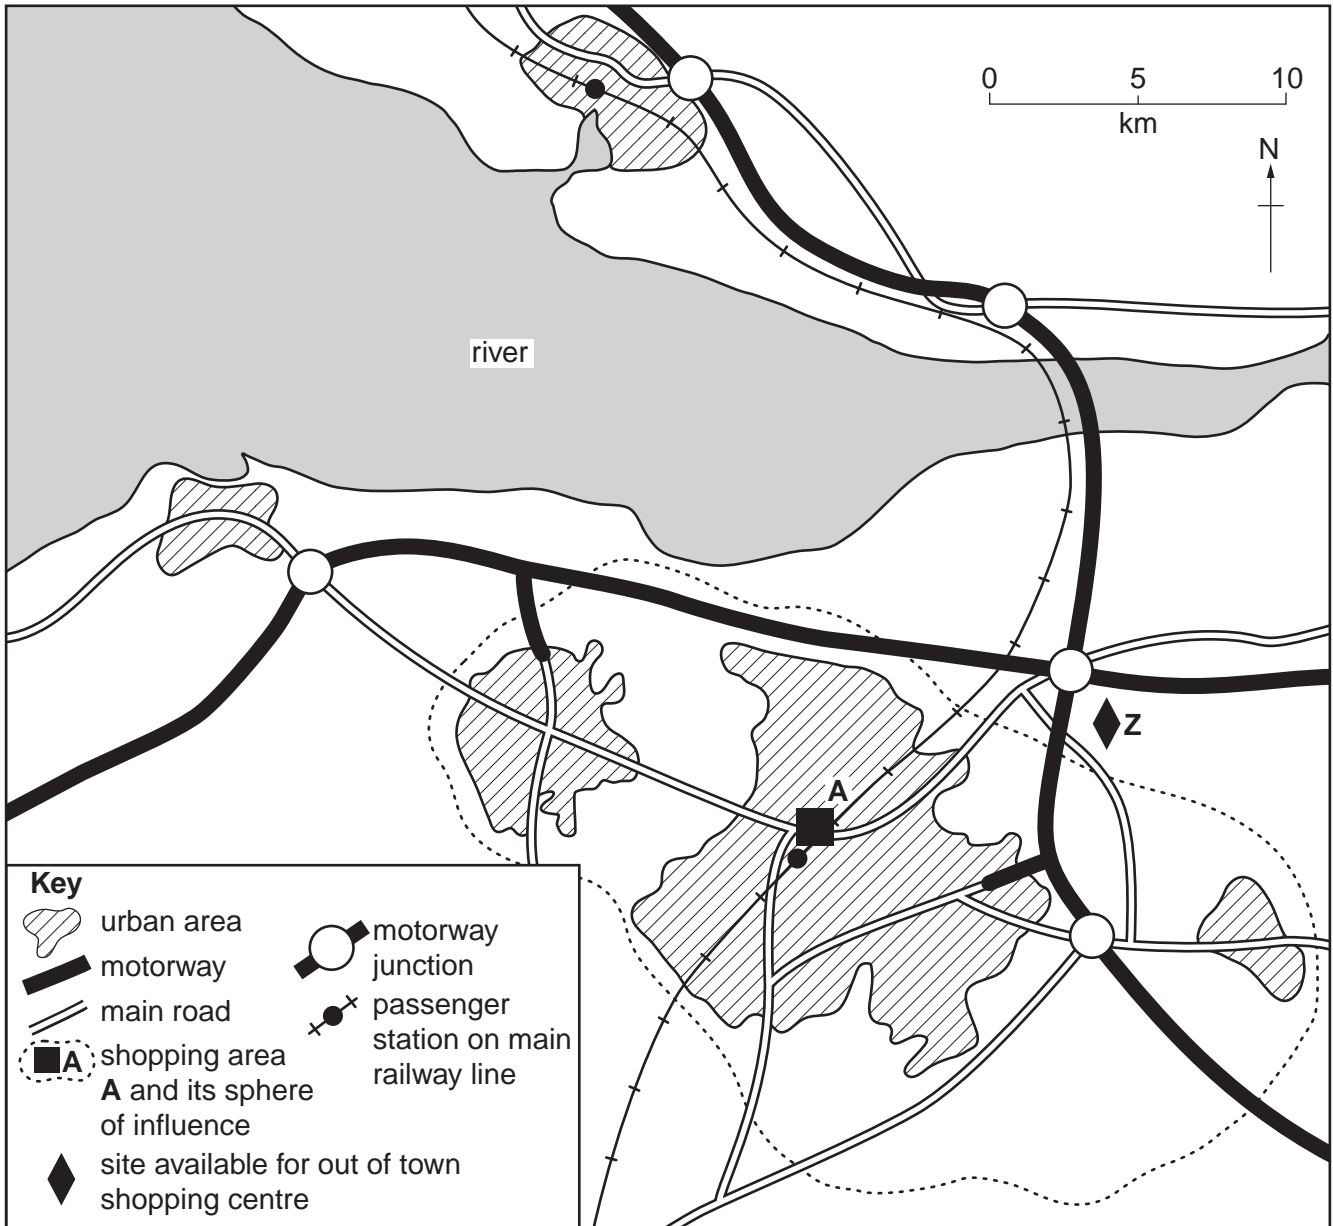 0 5 10
km
N
river
Z
A
Key
urban area
motorway
main road
A shopping area
A and its sphere
of influence
site available for out of town
shopping centre
motorway
junction
passenger
station on main
railway line